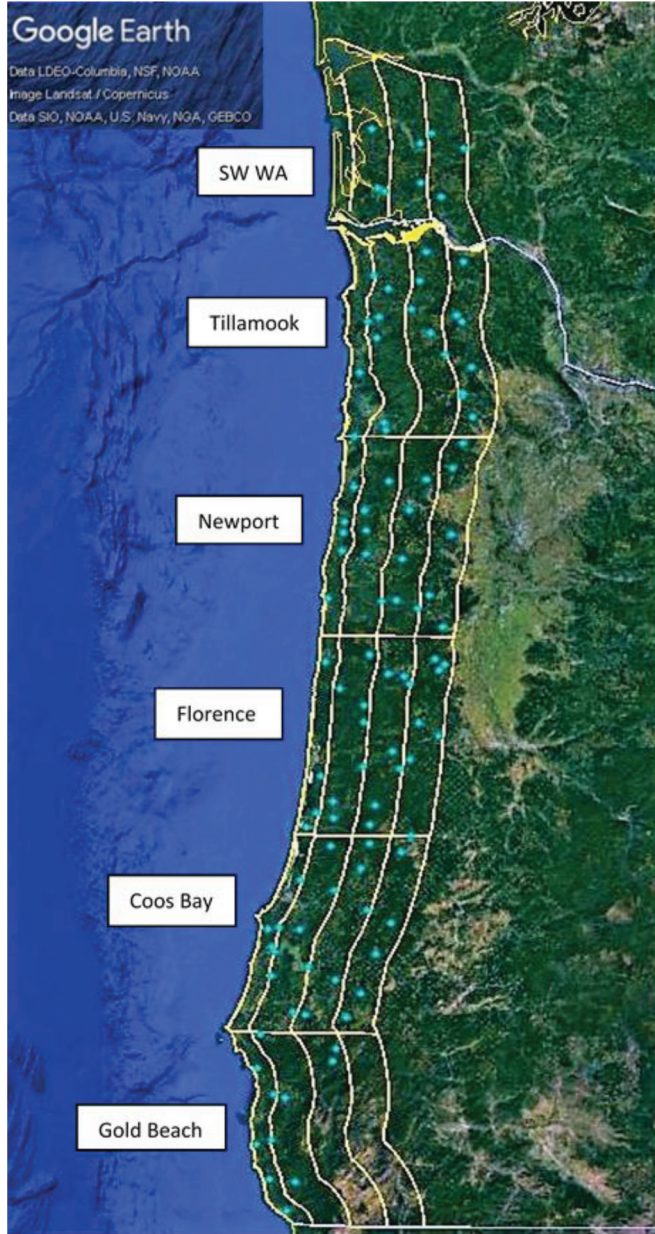 Google Earth
Data LDEO-Columbia, NSF, NOAA
Image Landsat / Copernicus
Data SIO, NOAA, U.S. Navy, NGA, GEBCO
SW WA
Tillamook
Newport
Florence
Coos Bay
Gold Beach